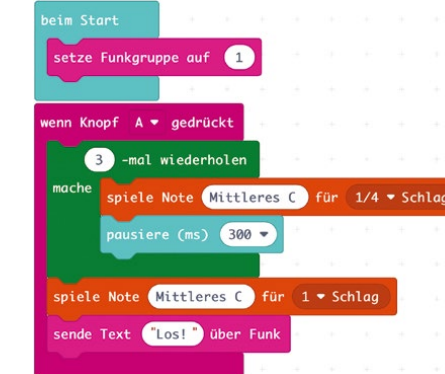 beim Start
setze Funkgruppe auf 1
wenn Knopf A gedrückt
3 -mal wiederholen
mache
spiele Note Mittleres C für 1/4 Schlag
pausiere (ms) 300
spiele Note Mittleres C für 1 Schlag
sende Text "Los!" über Funk